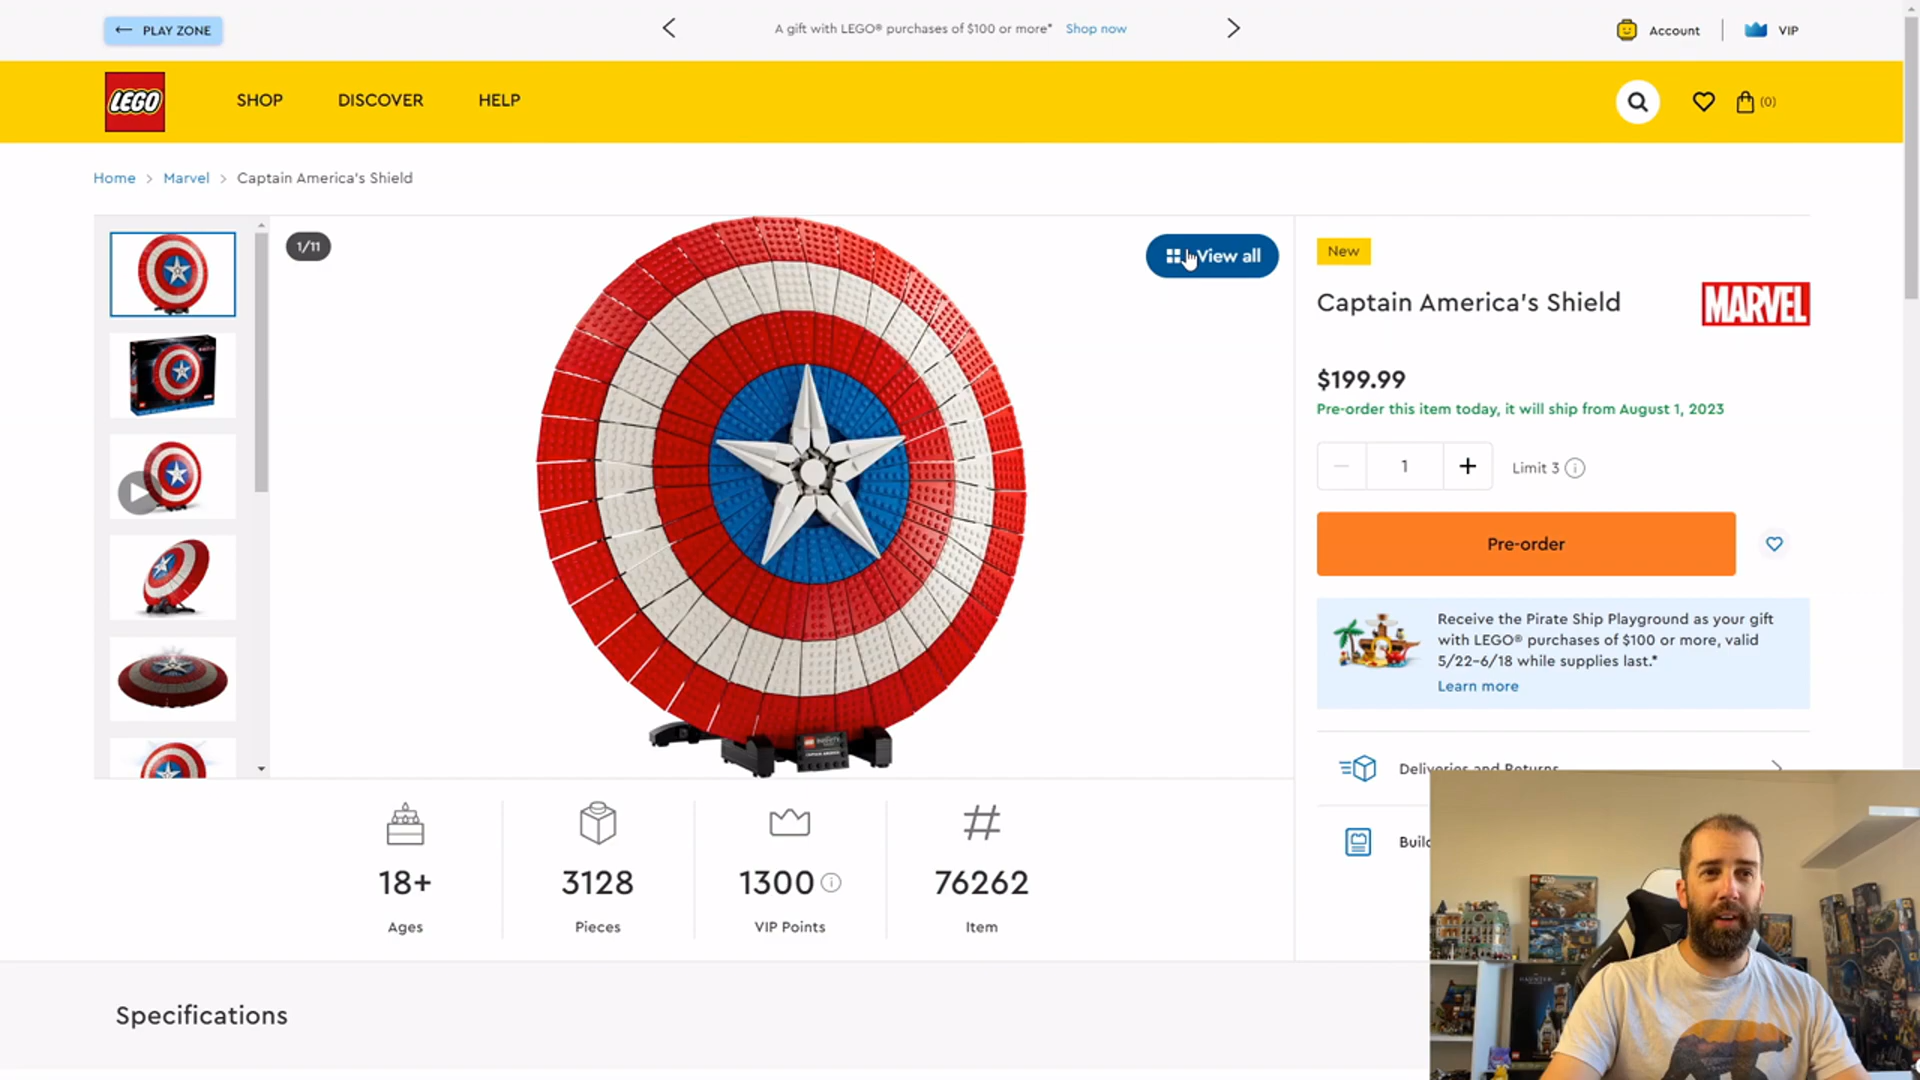 ← PLAY ZONE
A gift with LEGO® purchases of $100 or more* Shop now
Account
VIP
LEGO
SHOP
DISCOVER
HELP
(0)
Home > Marvel > Captain America's Shield
1/11
View all
New
Captain America's Shield
MARVEL
$199.99
Pre-order this item today, it will ship from August 1, 2023
1
Limit 3
Pre-order
Receive the Pirate Ship Playground as your gift
with LEGO® purchases of $100 or more, valid
5/22-6/18 while supplies last.*
Learn more
Deliveries and Returns
18+
Ages
3128
Pieces
1300
VIP Points
#
76262
Item
Specifications